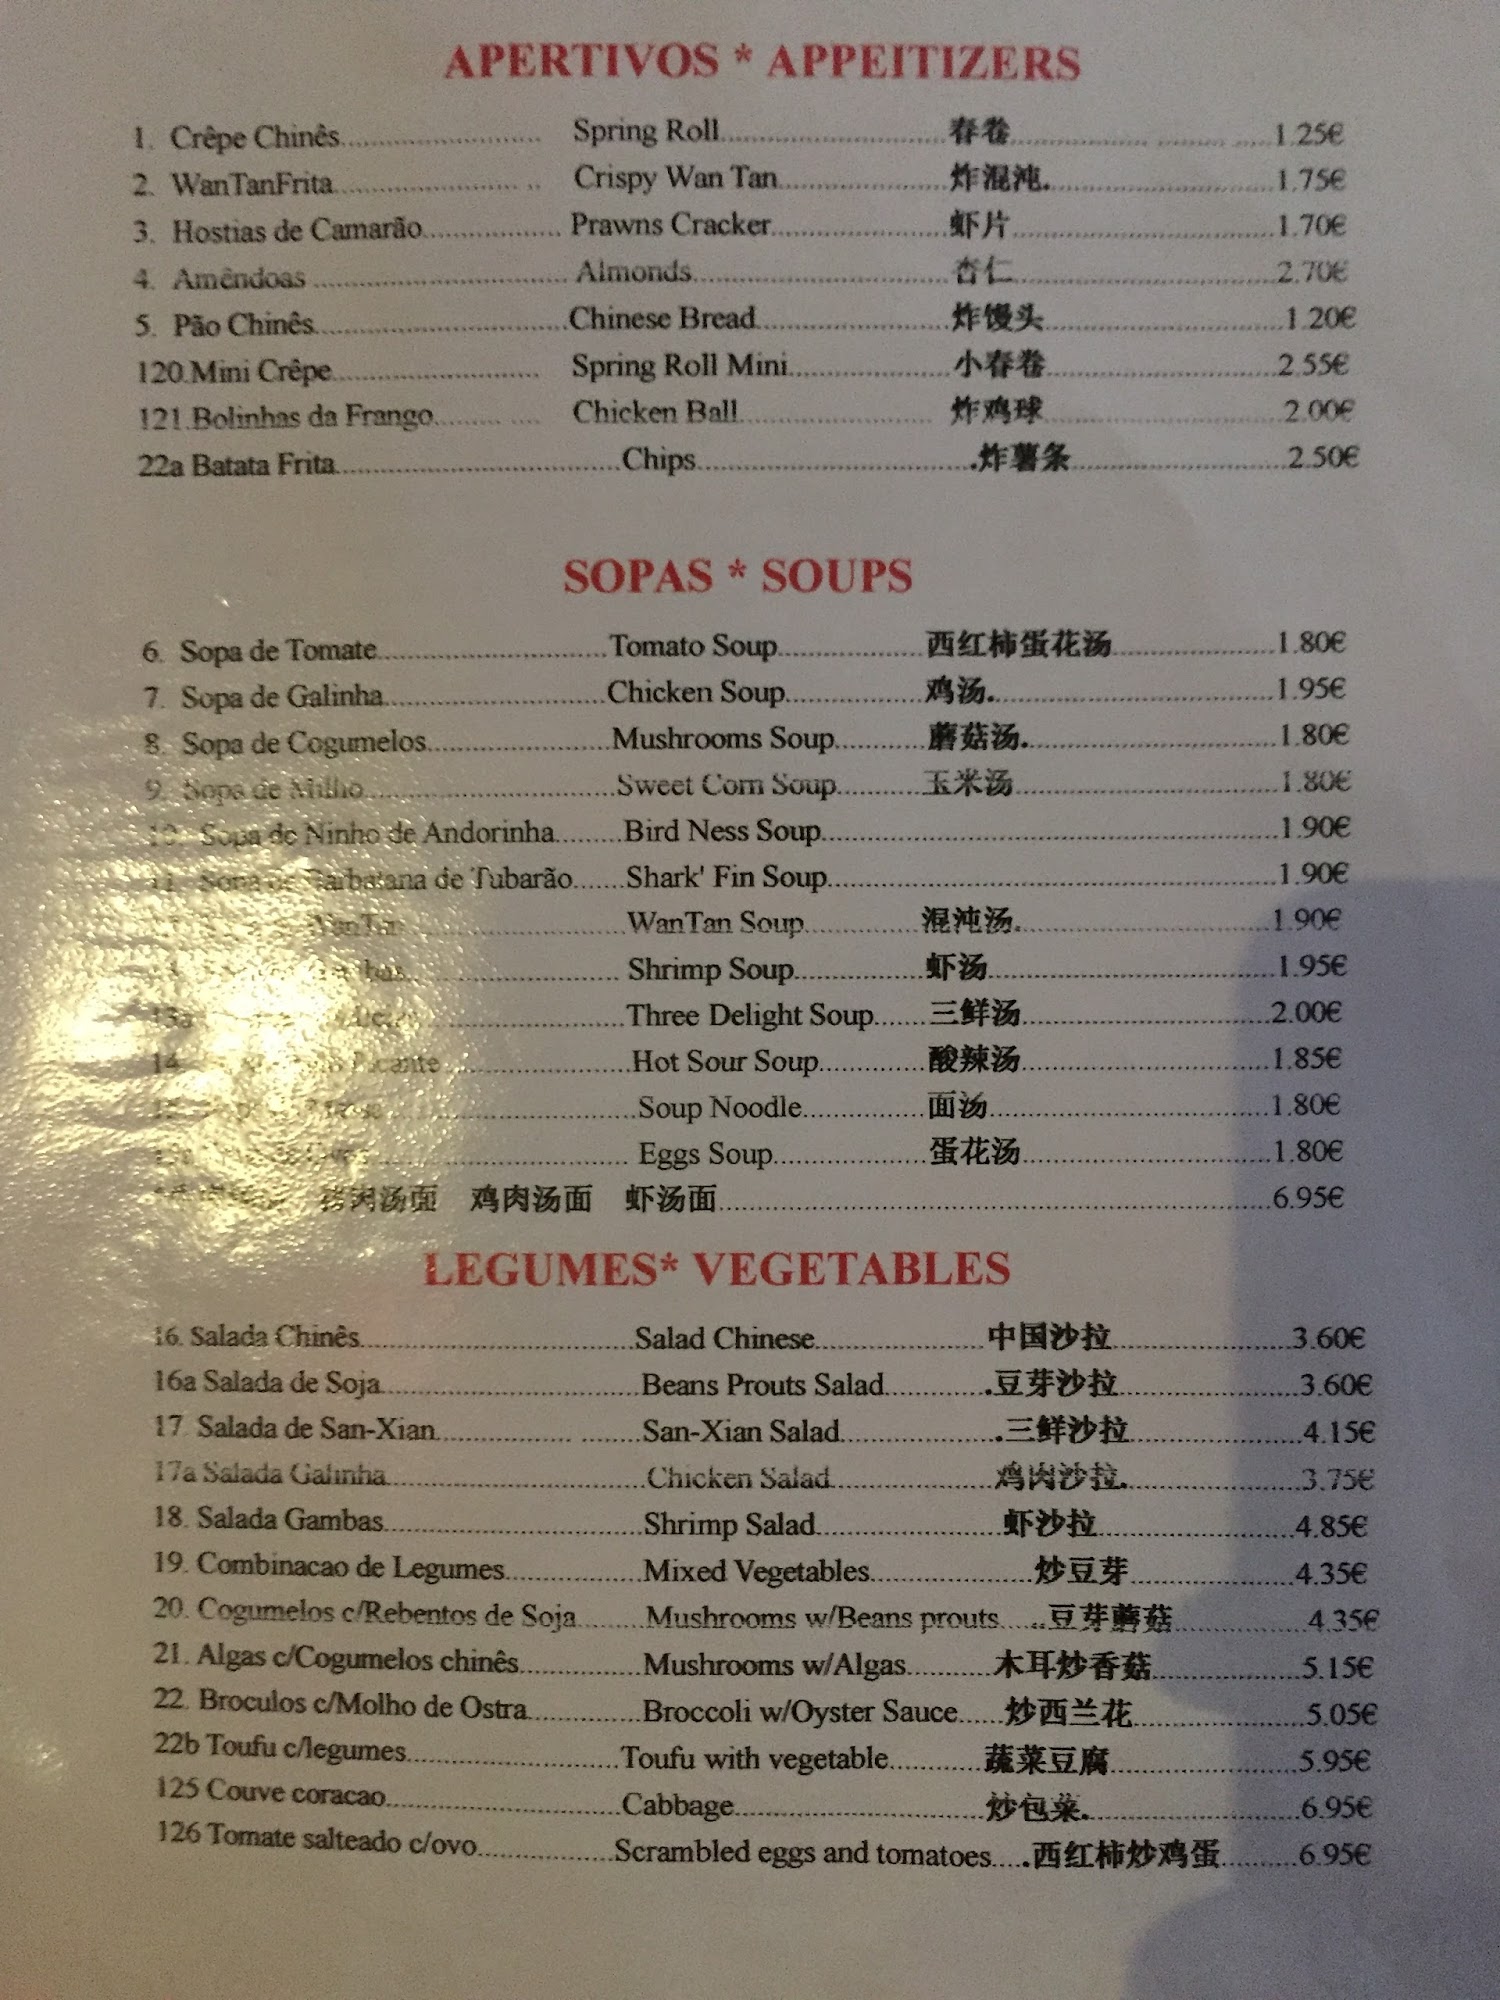 APERTIVOS * APPEITIZERS
1. Crêpe Chinês.......... Spring Roll.......... 春卷..........1.25€
2. WanTanFrita.......... Crispy Wan Tan..........炸混沌...........1.75€
3. Hostias de Camarão.......... Prawns Cracker..........虾片..........1.70€
4. Amêndoas ..........Almonds..........杏仁..........2.70€
5. Pão Chinês..........Chinese Bread..........炸馒头..........1.20€
120.Mini Crêpe.......... Spring Roll Mini..........小春卷..........2.55€
121.Bolinhas da Frango.......... Chicken Ball..........炸鸡球..........2.00€
22a Batata Frita..........Chips...........炸薯条..........2.50€
SOPAS * SOUPS
6. Sopa de Tomate..........Tomato Soup..........西红柿蛋花汤..........1.80€
7. Sopa de Galinha..........Chicken Soup..........鸡汤...........1.95€
8. Sopa de Cogumelos..........Mushrooms Soup..........蘑菇汤...........1.80€
9. Sopa de Milho..........Sweet Corn Soup..........玉米汤..........1.80€
10. Sopa de Ninho de Andorinha..........Bird Ness Soup..........1.90€
11. Sopa de Barbatana de Tubarão.......Shark' Fin Soup..........1.90€
WanTan..........WanTan Soup..........混沌汤...........1.90€
.......... Shrimp Soup..........虾汤..........1.95€
13a ..........Three Delight Soup.......三鲜汤..........2.00€
14. Picante ..........Hot Sour Soup..........酸辣汤..........1.85€
..........Soup Noodle..........面汤..........1.80€
.......... Eggs Soup..........蛋花汤..........1.80€
猪肉汤面 鸡肉汤面 虾汤面..........6.95€
LEGUMES* VEGETABLES
16. Salada Chinês..........Salad Chinese..........中国沙拉..........3.60€
16a Salada de Soja..........Beans Prouts Salad...........豆芽沙拉..........3.60€
17. Salada de San-Xian..........San-Xian Salad...........三鲜沙拉..........4.15€
17a Salada Galinha..........Chicken Salad..........鸡肉沙拉...........3.75€
18. Salada Gambas..........Shrimp Salad..........虾沙拉..........4.85€
19. Combinacao de Legumes..........Mixed Vegetables..........炒豆芽..........4.35€
20. Cogumelos c/Rebentos de Soja..........Mushrooms w/Beans prouts.......豆芽蘑菇..........4.35€
21. Algas c/Cogumelos chinês..........Mushrooms w/Algas..........木耳炒香菇..........5.15€
22. Broculos c/Molho de Ostra..........Broccoli w/Oyster Sauce......炒西兰花..........5.05€
22b Toufu c/legumes..........Toufu with vegetable..........蔬菜豆腐..........5.95€
125 Couve coracao..........Cabbage..........炒包菜...........6.95€
126 Tomate salteado c/ovo..........Scrambled eggs and tomatoes.....西红柿炒鸡蛋..........6.95€